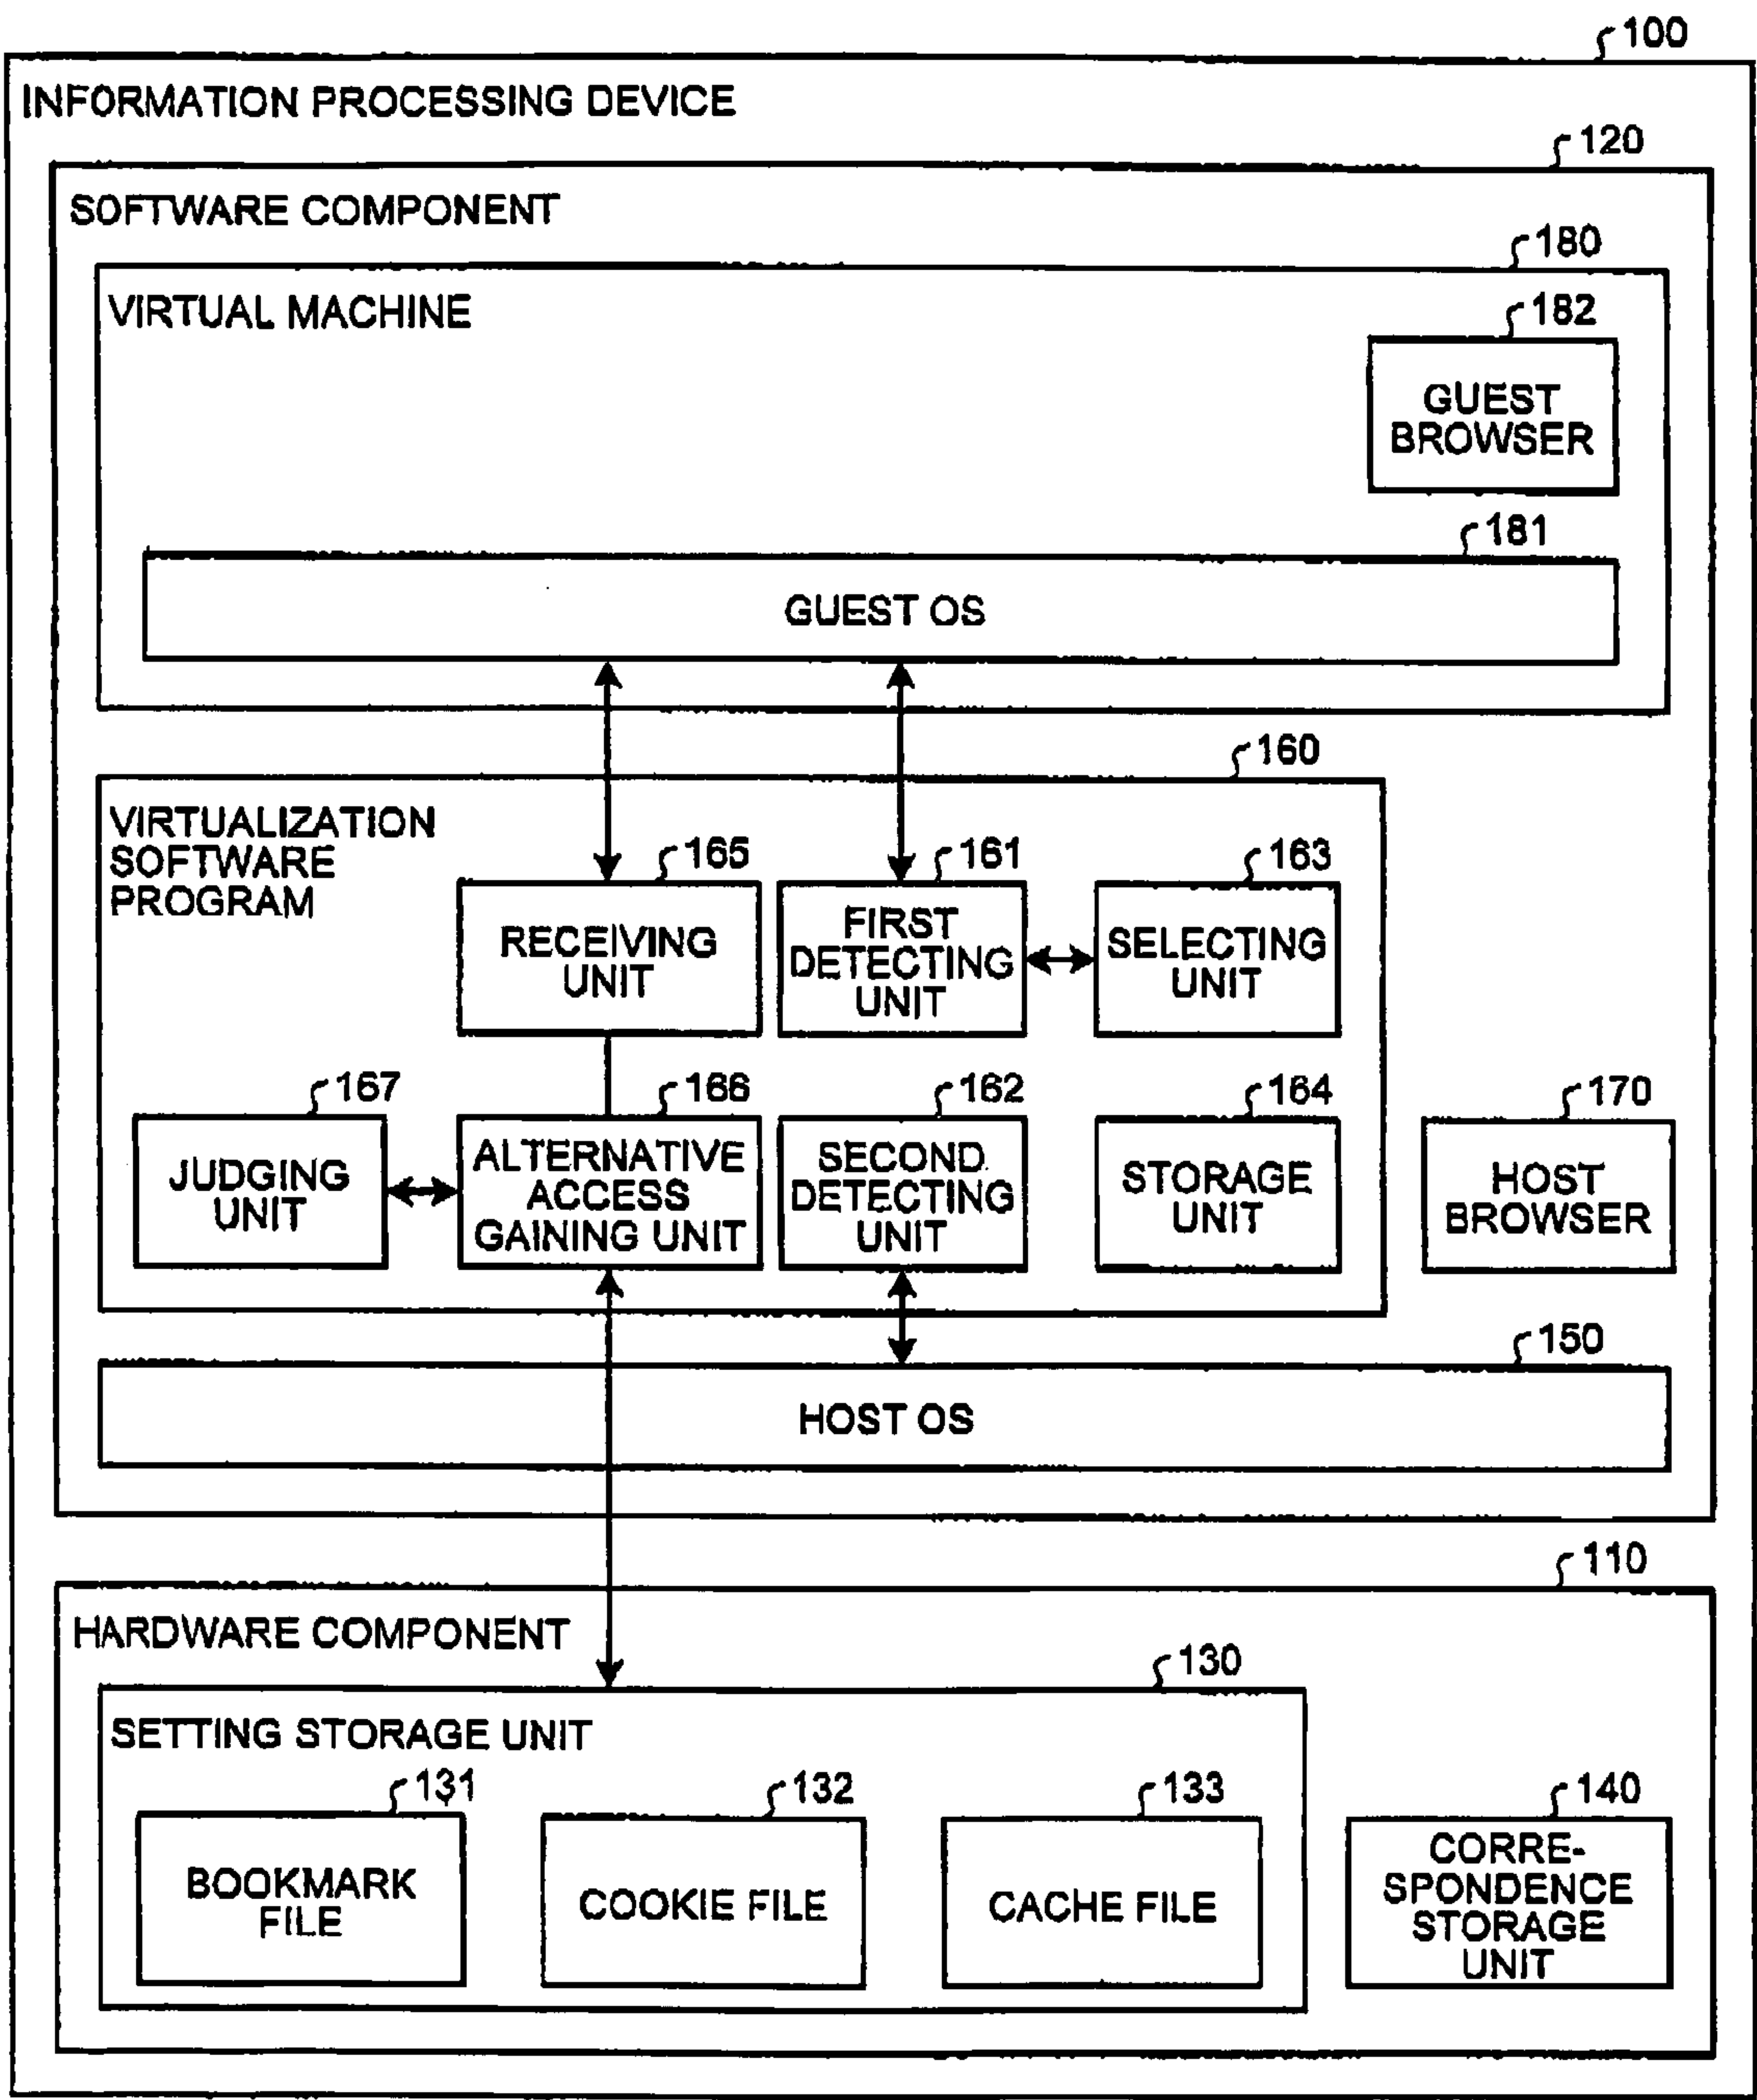 100
INFORMATION PROCESSING DEVICE
120
SOFTWARE COMPONENT
180
VIRTUAL MACHINE
182
GUEST
BROWSER
181
GUEST OS
160
VIRTUALIZATION
SOFTWARE
PROGRAM
165
RECEIVING
UNIT
161
FIRST
DETECTING
UNIT
163
SELECTING
UNIT
167
JUDGING
UNIT
166
ALTERNATIVE
ACCESS
GAINING UNIT
162
SECOND
DETECTING
UNIT
164
STORAGE
UNIT
170
HOST
BROWSER
150
HOST OS
110
HARDWARE COMPONENT
130
SETTING STORAGE UNIT
131
BOOKMARK
FILE
132
COOKIE FILE
133
CACHE FILE
140
CORRE-
SPONDENCE
STORAGE
UNIT